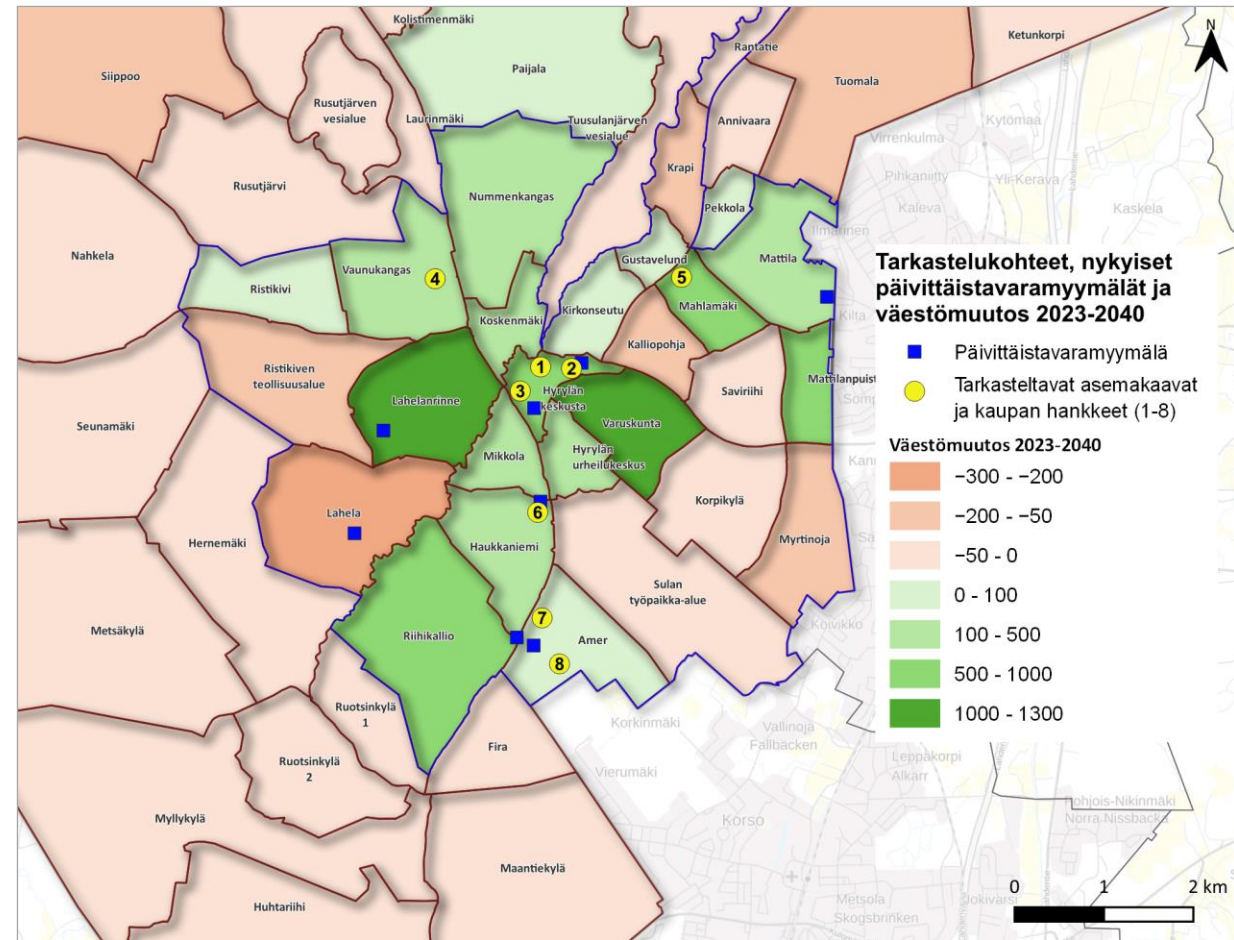 Kolistimenmäki
Rantatie
N
Ketunkorpi
Siippoo
Paijala
Tuomala
Rusutjärven
vesialue
Laurinmäki
Tuusulanjärven
vesialue
Annivaara
Kytömaa
Virrenkulma
Lahdentie
Rusutjärvi
Krapi
Pihkaniitty
Yli-Kerava
Nummenkangas
Pekkola
Kaleva
Kaskela
Ilmarinen
Nahkela
Gustavelund
Mattila
Vaunukangas
4
5
Ristikivi
Mahlamäki
Koskenmäki
Kirkonseutu
Kilta
Kalliopohja
Ristikiven
teollisuusalue
1
2
Saviriihi
Mattilanpuist
3
Hyrylän
keskusta
Lahelanrinne
Varuskunta
Seunamäki
Mikkola
Hyrylän
urheilukeskus
Korpikylä
Lahela
6
Hernemäki
Haukkaniemi
Myrtinoja
Sulan
työpaikka-alue
Metsäkylä
7
Koivikko
Riihikallio
Amer
8
Ruotsinkylä
1
Korkinmäki
Vallinoja
Fallbacken
Fira
Leppäkorpi
Alkärr
Ruotsinkylä
2
Vierumäki
Pohjois-Nikinmäki
Norra Nissbacka
Myllykylä
Korso
Maantiekylä
Huhtariihi
Metsola
Skogsbrinken
Jokivarsi
Tarkastelukohteet, nykyiset
päivittäistavaramyymälät ja
väestömuutos 2023-2040
Päivittäistavaramyymälä
Tarkasteltavat asemakaavat
ja kaupan hankkeet (1-8)
Väestömuutos 2023-2040
−300 - −200
−200 - −50
−50 - 0
0 - 100
100 - 500
500 - 1000
1000 - 1300
0 1 2 km